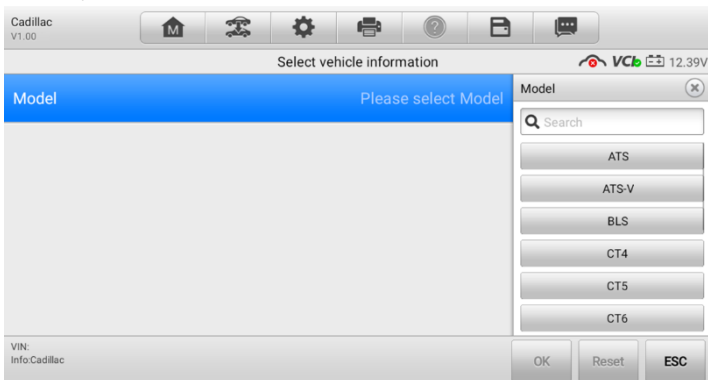 Cadillac
V1.00
M
Select vehicle information
VCI
12.39V
Model
Please select Model
Model
Search
ATS
ATS-V
BLS
CT4
CT5
CT6
VIN:
Info:Cadillac
OK
Reset
ESC